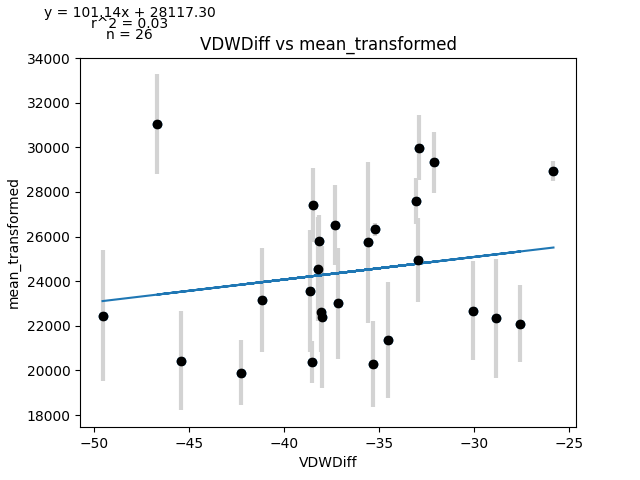 y = 101.14x + 28117.30
r^2 = 0.03
n = 26
VDWDiff vs mean_transformed
mean_transformed
34000
32000
30000
28000
26000
24000
22000
20000
18000
−50
−45
−40
−35
−30
−25
VDWDiff